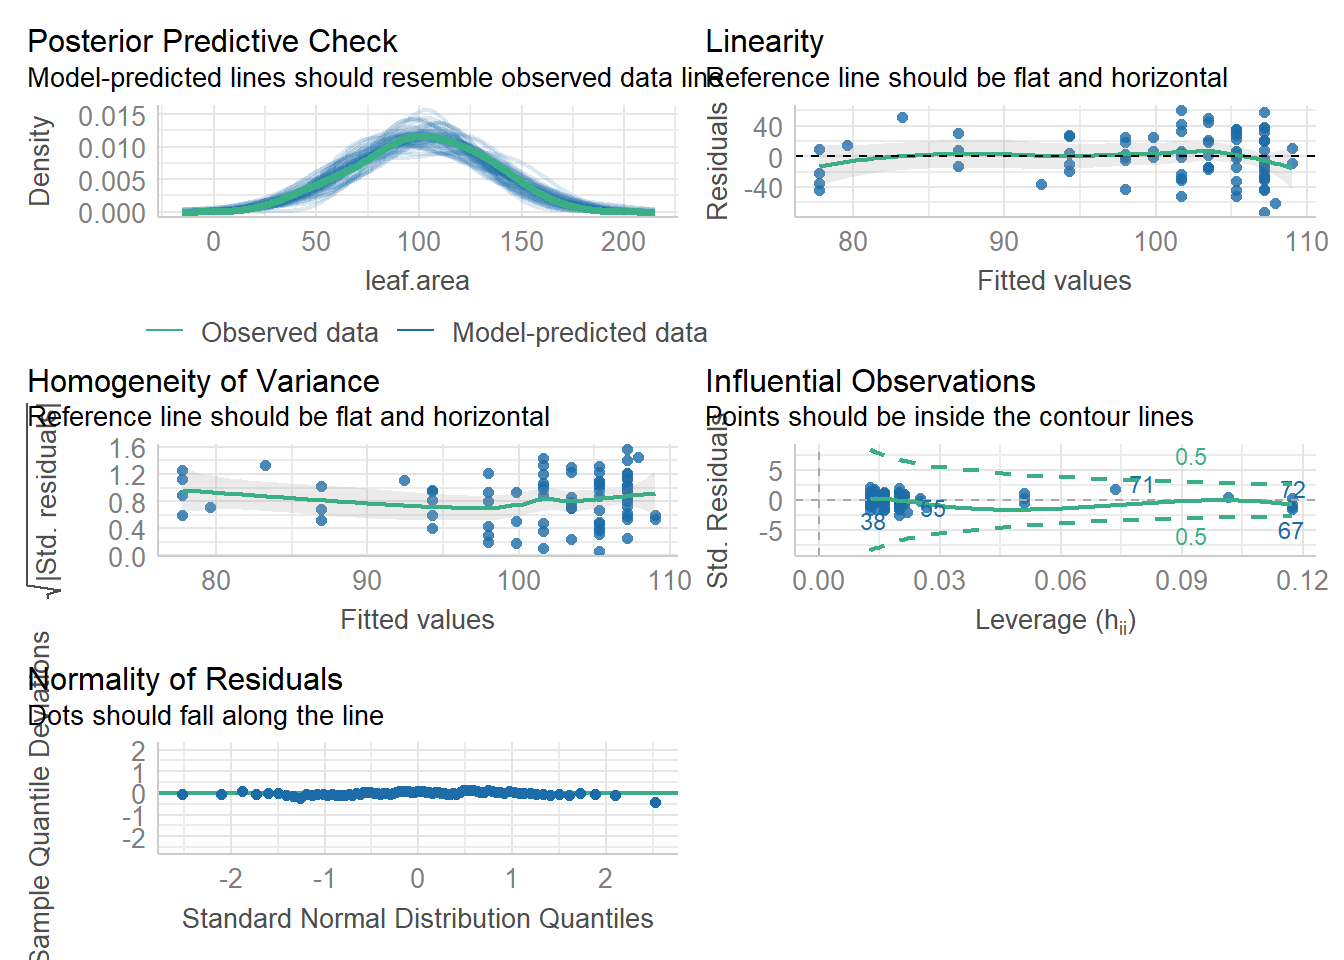 Posterior Predictive Check
Model-predicted lines should resemble observed data line
Density
0.015
0.010
0.005
0.000
0 50 100 150 200
leaf.area
Observed data Model-predicted data
Linearity
Reference line should be flat and horizontal
Residuals
40
0
-40
80 90 100 110
Fitted values
Homogeneity of Variance
Reference line should be flat and horizontal
√|Std. residuals|
1.6
1.2
0.8
0.4
0.0
80 90 100 110
Fitted values
Influential Observations
Points should be inside the contour lines
Std. Residuals
5
0
-5
0.5
71
72
38
55
0.5
67
0.00 0.03 0.06 0.09 0.12
Leverage (hii)
Normality of Residuals
Dots should fall along the line
Sample Quantile Deviations
2
1
0
-1
-2
-2 -1 0 1 2
Standard Normal Distribution Quantiles